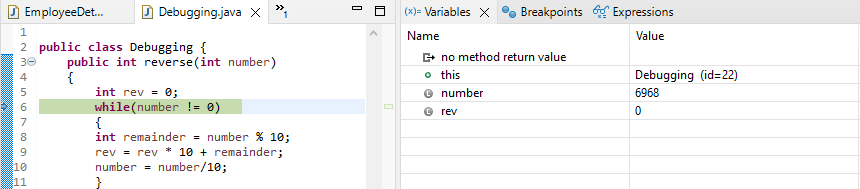 EmployeeDet... Debugging.java »1
1
2 public class Debugging {
3 public int reverse(int number)
4 {
5 int rev = 0;
6 while(number != 0)
7 {
8 int remainder = number % 10;
9 rev = rev * 10 + remainder;
10 number = number/10;
11 }
(x)= Variables Breakpoints Expressions
Name Value
no method return value
this Debugging (id=22)
number 6968
rev 0